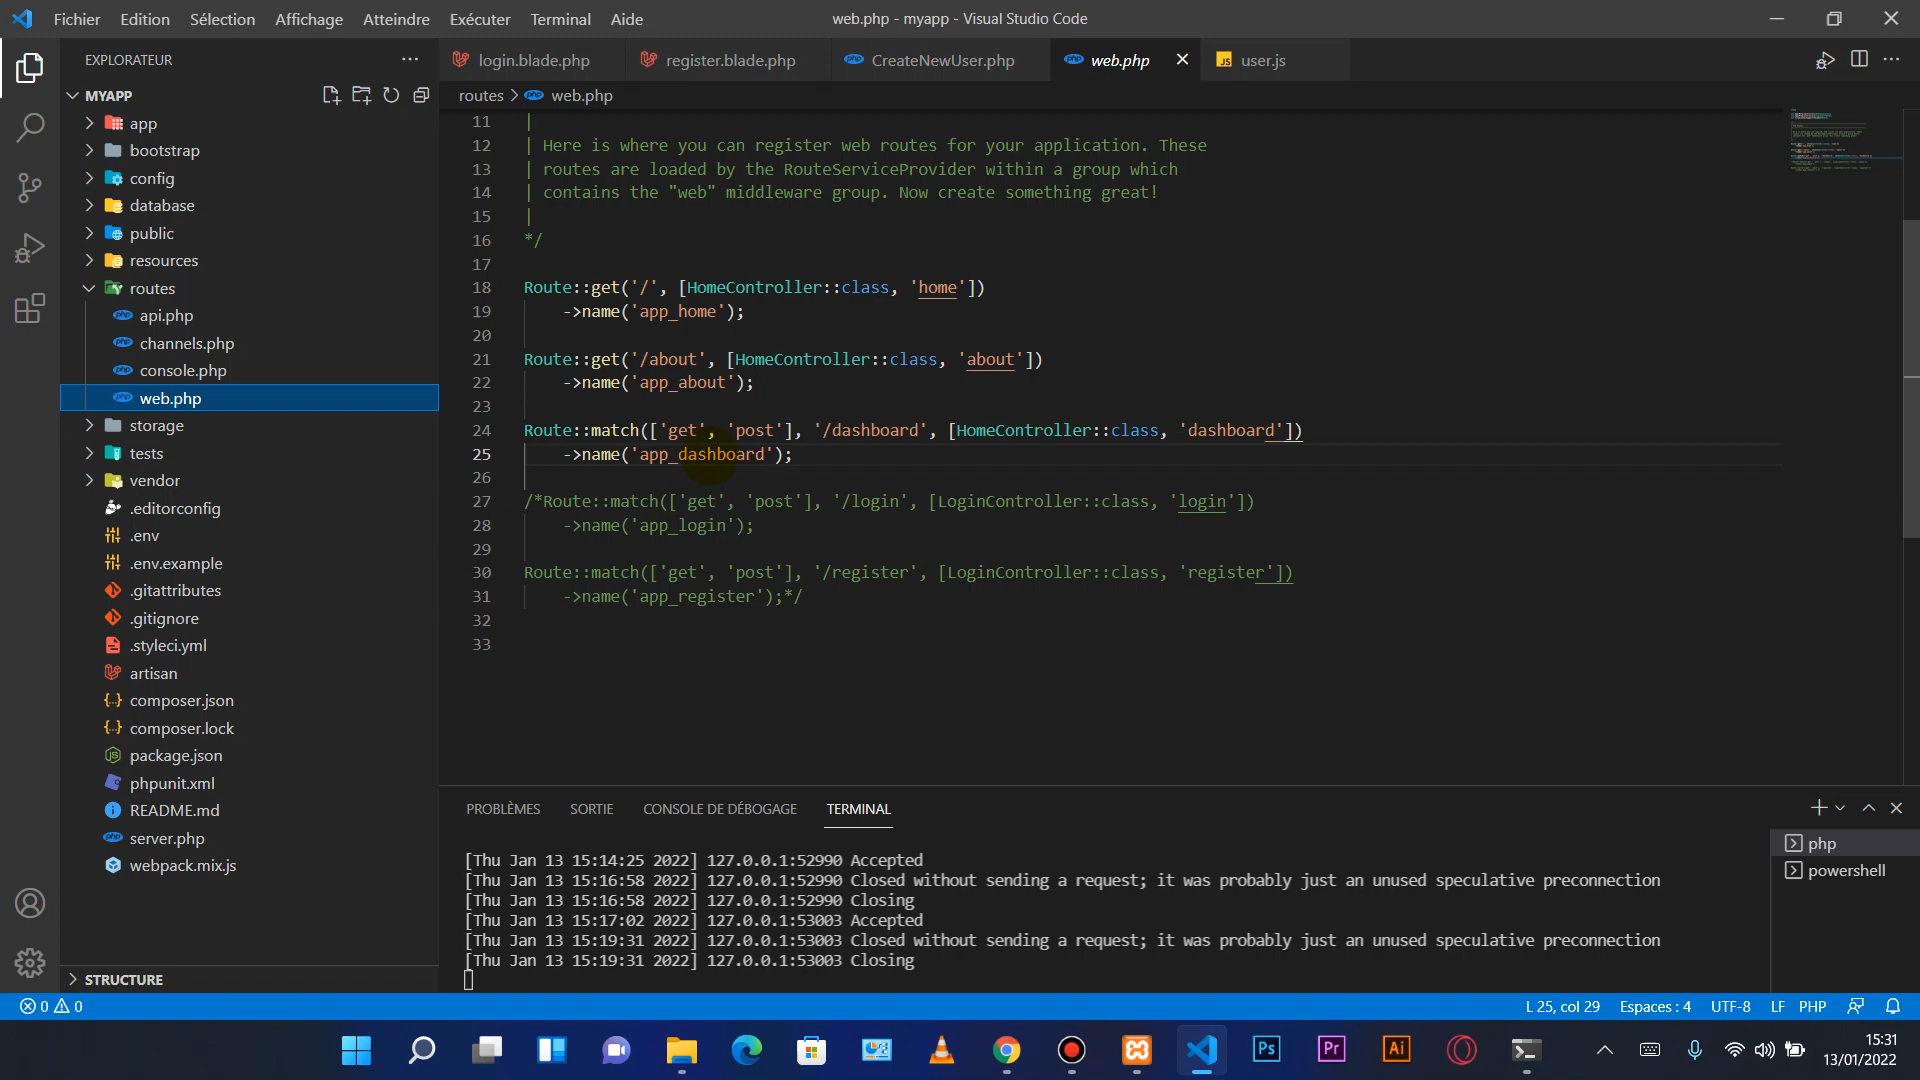 Fichier Edition Sélection Affichage Atteindre Exécuter Terminal Aide
web.php - myapp - Visual Studio Code
EXPLORATEUR
login.blade.php register.blade.php CreateNewUser.php web.php JS user.js
MYAPP
routes > web.php
app
bootstrap
config
database
public
resources
routes
api.php
channels.php
console.php
web.php
storage
tests
vendor
.editorconfig
.env
.env.example
.gitattributes
.gitignore
.styleci.yml
artisan
composer.json
composer.lock
package.json
phpunit.xml
README.md
server.php
webpack.mix.js
STRUCTURE
11 |
12 | Here is where you can register web routes for your application. These
13 | routes are loaded by the RouteServiceProvider within a group which
14 | contains the "web" middleware group. Now create something great!
15 |
16 */
17
18 Route::get('/', [HomeController::class, 'home'])
19 ->name('app_home');
20
21 Route::get('/about', [HomeController::class, 'about'])
22 ->name('app_about');
23
24 Route::match(['get', 'post'], '/dashboard', [HomeController::class, 'dashboard'])
25 ->name('app_dashboard');
26
27 /*Route::match(['get', 'post'], '/login', [LoginController::class, 'login'])
28 ->name('app_login');
29
30 Route::match(['get', 'post'], '/register', [LoginController::class, 'register'])
31 ->name('app_register');*/
32
33
PROBLÈMES SORTIE CONSOLE DE DÉBOGAGE TERMINAL
[Thu Jan 13 15:14:25 2022] 127.0.0.1:52990 Accepted
[Thu Jan 13 15:16:58 2022] 127.0.0.1:52990 Closed without sending a request; it was probably just an unused speculative preconnection
[Thu Jan 13 15:16:58 2022] 127.0.0.1:52990 Closing
[Thu Jan 13 15:17:02 2022] 127.0.0.1:53003 Accepted
[Thu Jan 13 15:19:31 2022] 127.0.0.1:53003 Closed without sending a request; it was probably just an unused speculative preconnection
[Thu Jan 13 15:19:31 2022] 127.0.0.1:53003 Closing
php
powershell
0 0
L 25, col 29 Espaces : 4 UTF-8 LF PHP
Ps Pr Ai
15:31
13/01/2022